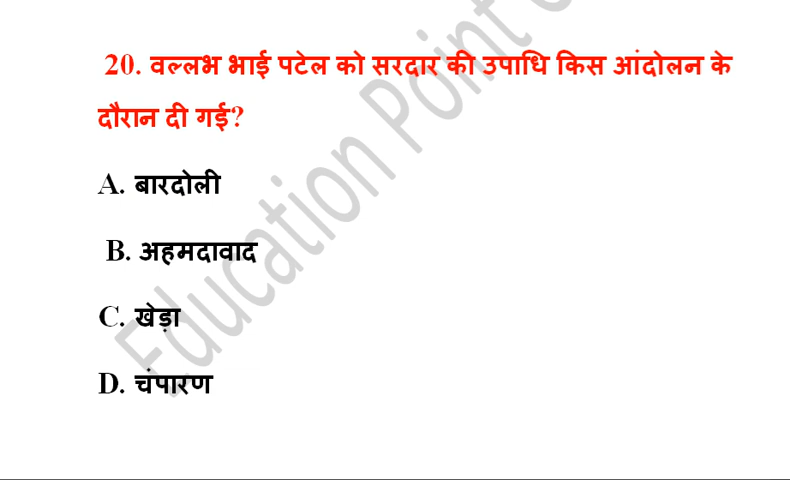 20. वल्लभ भाई पटेल को सरदार की उपाधि किस आंदोलन के
दौरान दी गई?
A. बारदोली
B. अहमदावाद
C. खेड़ा
D. चंपारण
Education Point